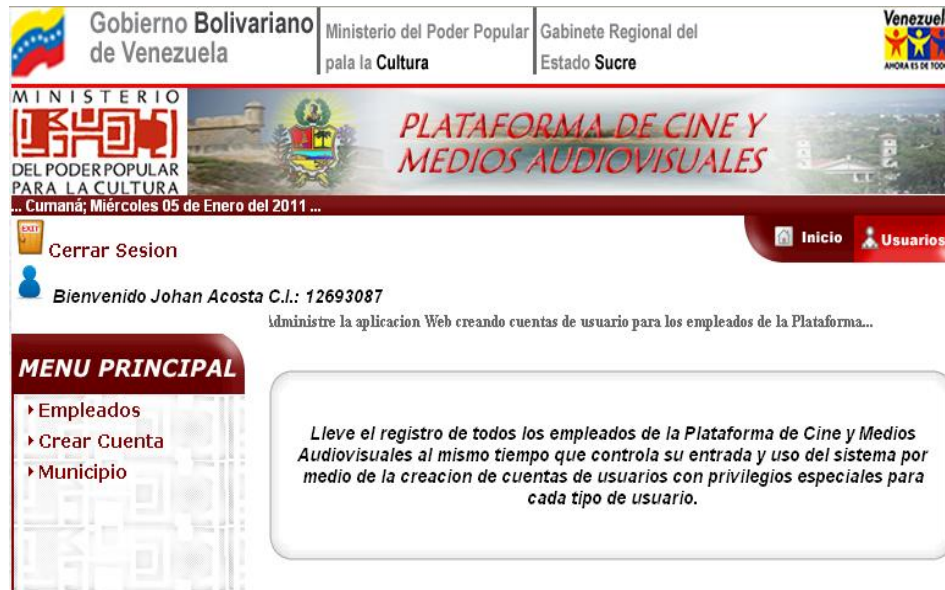 Gobierno Bolivariano
de Venezuela
Ministerio del Poder Popular
pala la Cultura
Gabinete Regional del
Estado Sucre
Venezuel
AHORA ES DE TODO
MINISTERIO
DEL PODER POPULAR
PARA LA CULTURA
PLATAFORMA DE CINE Y
MEDIOS AUDIOVISUALES
... Cumaná; Miércoles 05 de Enero del 2011 ...
EXIT
Cerrar Sesion
Inicio
Usuarios
Bienvenido Johan Acosta C.I.: 12693087
Administre la aplicacion Web creando cuentas de usuario para los empleados de la Plataforma...
MENU PRINCIPAL
Empleados
Crear Cuenta
Municipio
Lleve el registro de todos los empleados de la Plataforma de Cine y Medios
Audiovisuales al mismo tiempo que controla su entrada y uso del sistema por
medio de la creacion de cuentas de usuarios con privilegios especiales para
cada tipo de usuario.